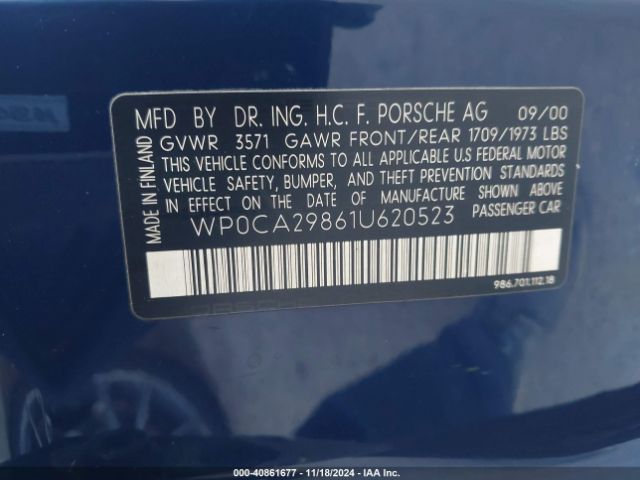 MFD BY DR. ING. H.C. F. PORSCHE AG 09/00
GVWR 3571 GAWR FRONT/REAR 1709/1973 LBS
THIS VEHICLE CONFORMS TO ALL APPLICABLE U.S FEDERAL MOTOR
VEHICLE SAFETY, BUMPER, AND THEFT PREVENTION STANDARDS
IN EFFECT ON THE DATE OF MANUFACTURE SHOWN ABOVE
WP0CA29861U620523 PASSENGER CAR
MADE IN FINLAND
986.701.112.18
000-40861677 - 11/18/2024 - IAA Inc.